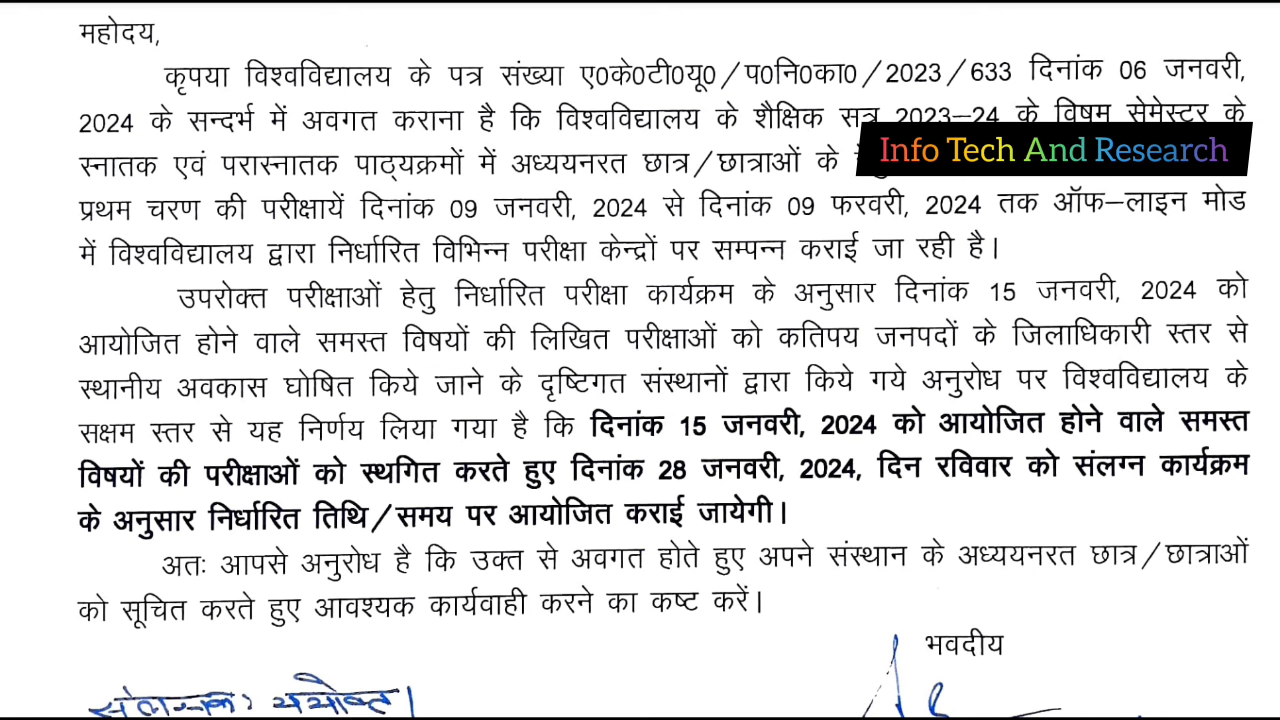 महोदय,
कृपया विश्वविद्यालय के पत्र संख्या ए0के0टी0यू0/प0नि0का0/2023/633 दिनांक 06 जनवरी,
2024 के सन्दर्भ में अवगत कराना है कि विश्वविद्यालय के शैक्षिक सत्र 2023–24 के विषम सेमेस्टर के
स्नातक एवं परास्नातक पाठ्यक्रमों में अध्ययनरत छात्र/छात्राओं के
Info Tech And Research
प्रथम चरण की परीक्षायें दिनांक 09 जनवरी, 2024 से दिनांक 09 फरवरी, 2024 तक ऑफ–लाइन मोड
में विश्वविद्यालय द्वारा निर्धारित विभिन्न परीक्षा केन्द्रों पर सम्पन्न कराई जा रही है।
उपरोक्त परीक्षाओं हेतु निर्धारित परीक्षा कार्यक्रम के अनुसार दिनांक 15 जनवरी, 2024 को
आयोजित होने वाले समस्त विषयों की लिखित परीक्षाओं को कतिपय जनपदों के जिलाधिकारी स्तर से
स्थानीय अवकास घोषित किये जाने के दृष्टिगत संस्थानों द्वारा किये गये अनुरोध पर विश्वविद्यालय के
सक्षम स्तर से यह निर्णय लिया गया है कि दिनांक 15 जनवरी, 2024 को आयोजित होने वाले समस्त
विषयों की परीक्षाओं को स्थगित करते हुए दिनांक 28 जनवरी, 2024, दिन रविवार को संलग्न कार्यक्रम
के अनुसार निर्धारित तिथि/समय पर आयोजित कराई जायेगी।
अतः आपसे अनुरोध है कि उक्त से अवगत होते हुए अपने संस्थान के अध्ययनरत छात्र/छात्राओं
को सूचित करते हुए आवश्यक कार्यवाही करने का कष्ट करें।
भवदीय
संलग्नक: यथोक्त।